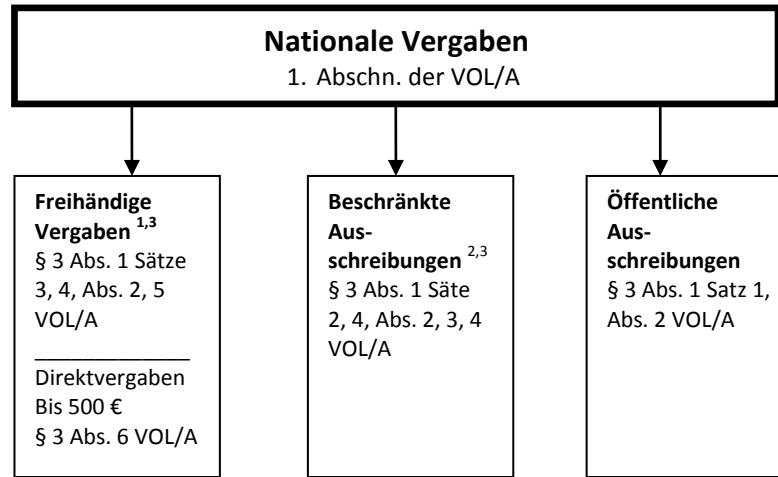 Nationale Vergaben
1. Abschn. der VOL/A
Freihändige
Vergaben 1,3
§ 3 Abs. 1 Sätze
3, 4, Abs. 2, 5
VOL/A
_____________
Direktvergaben
Bis 500 €
§ 3 Abs. 6 VOL/A
Beschränkte
Aus-
schreibungen 2,3
§ 3 Abs. 1 Säte
2, 4, Abs. 2, 3, 4
VOL/A
Öffentliche
Aus-
schreibungen
§ 3 Abs. 1 Satz 1,
Abs. 2 VOL/A